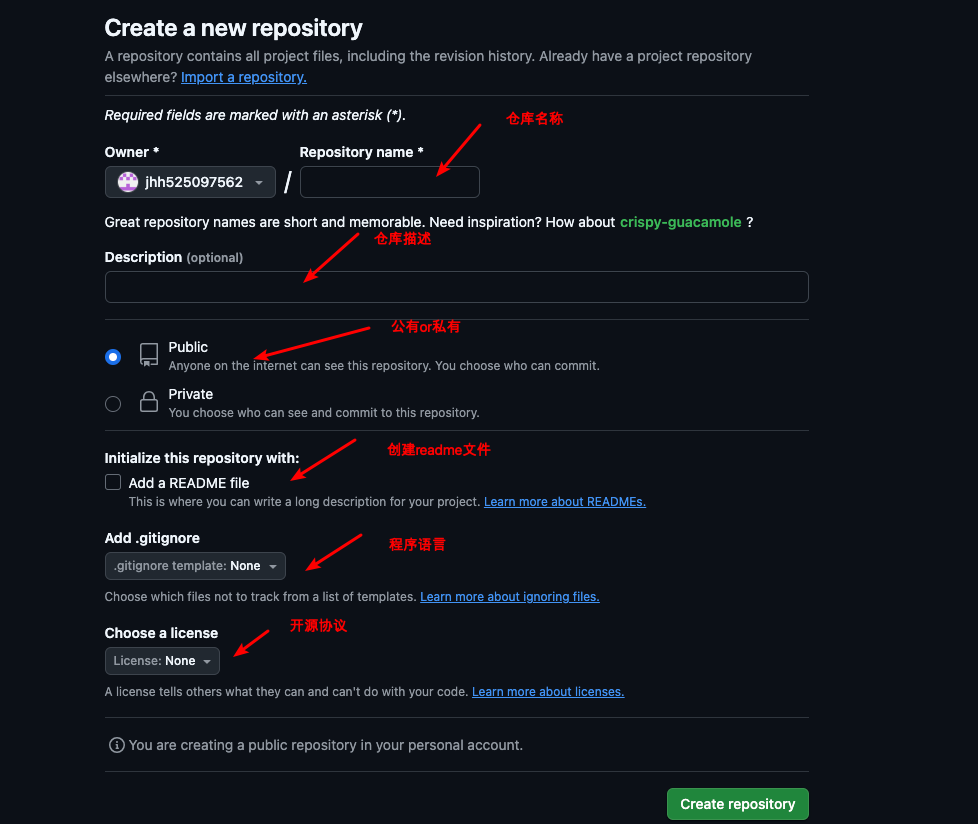 Create a new repository
A repository contains all project files, including the revision history. Already have a project repository
elsewhere? Import a repository.
Required fields are marked with an asterisk (*).
仓库名称
Owner *
Repository name *
jhh525097562
/
Great repository names are short and memorable. Need inspiration? How about crispy-guacamole ?
仓库描述
Description (optional)
公有or私有
Public
Anyone on the internet can see this repository. You choose who can commit.
Private
You choose who can see and commit to this repository.
创建readme文件
Initialize this repository with:
Add a README file
This is where you can write a long description for your project. Learn more about READMEs.
Add .gitignore
程序语言
.gitignore template: None
Choose which files not to track from a list of templates. Learn more about ignoring files.
开源协议
Choose a license
License: None
A license tells others what they can and can't do with your code. Learn more about licenses.
You are creating a public repository in your personal account.
Create repository